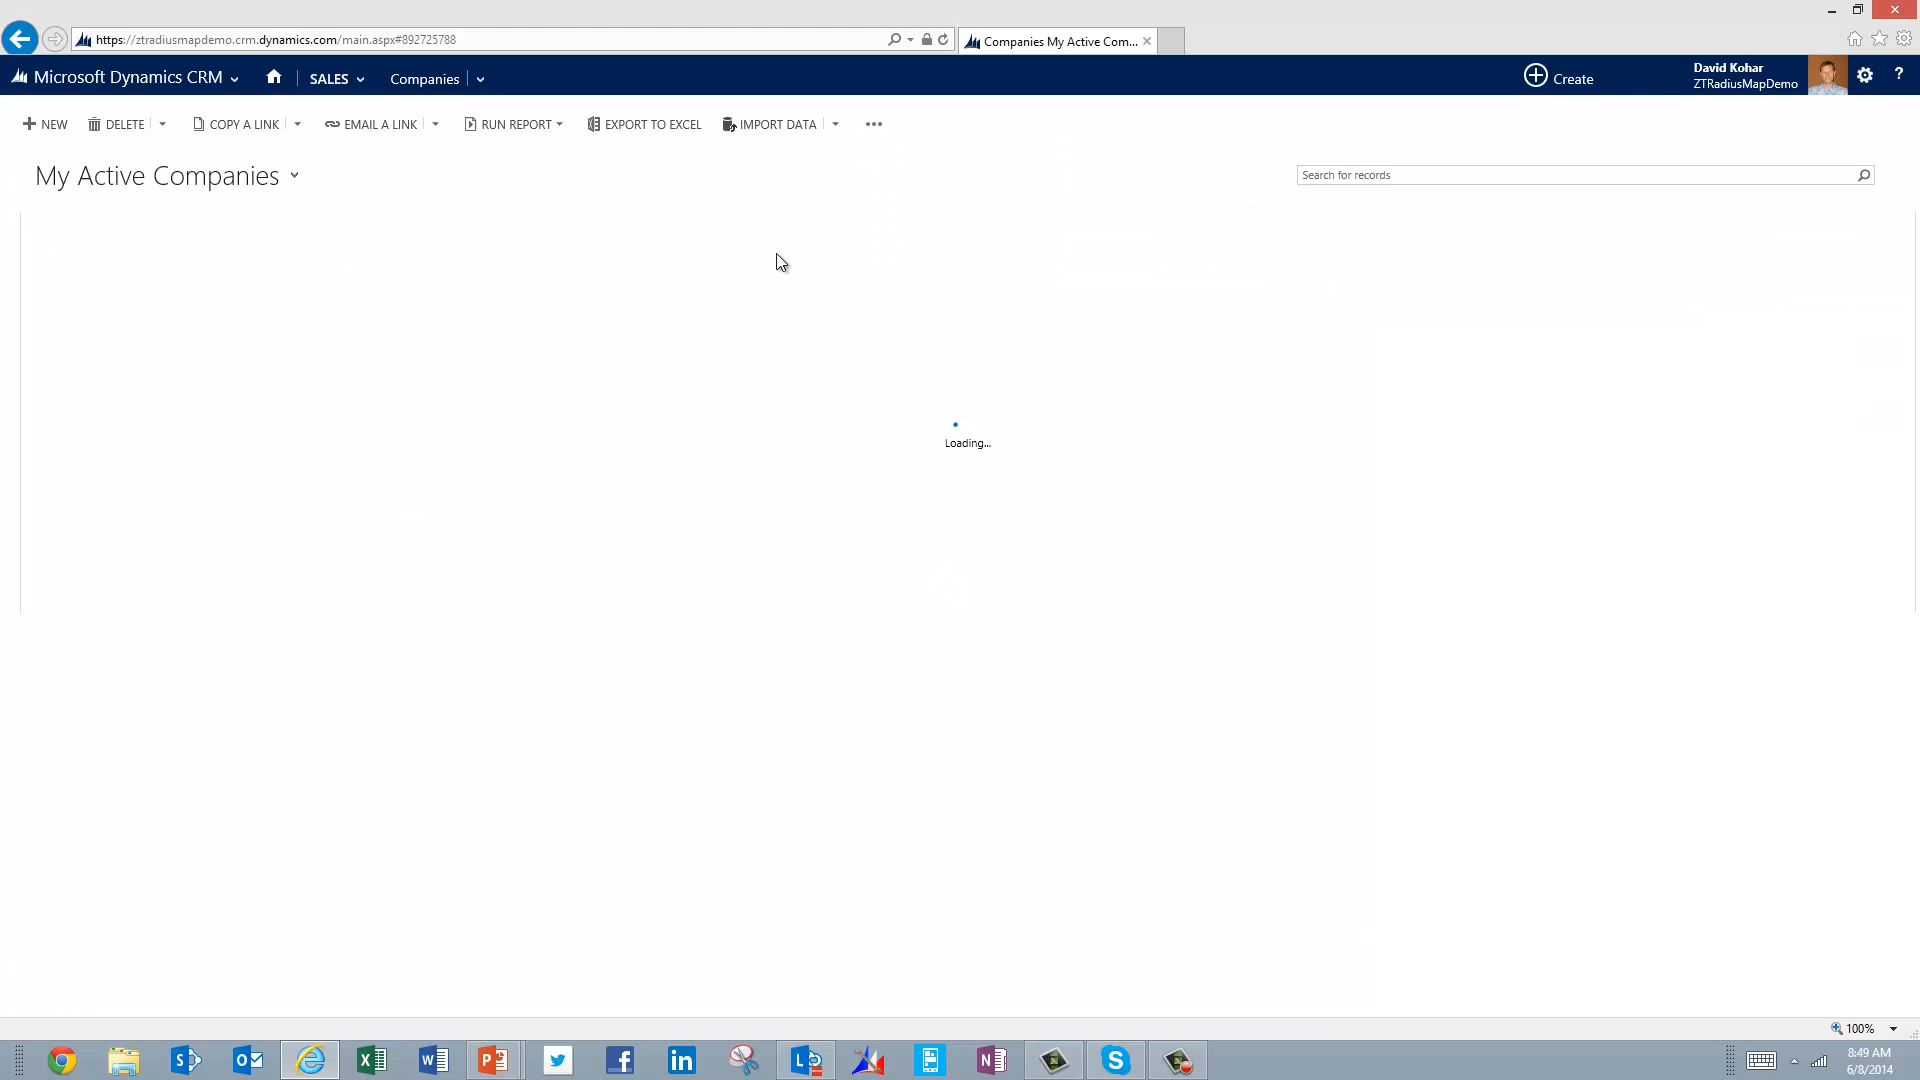 https://ztradiusmapdemo.crm.dynamics.com/main.aspx#892725788
Companies My Active Com...
Microsoft Dynamics CRM
SALES
Companies
Create
David Kohar
ZTRadiusMapDemo
?
NEW
DELETE
COPY A LINK
EMAIL A LINK
RUN REPORT
EXPORT TO EXCEL
IMPORT DATA
My Active Companies
Search for records
Loading...
100%
8:49 AM
6/8/2014